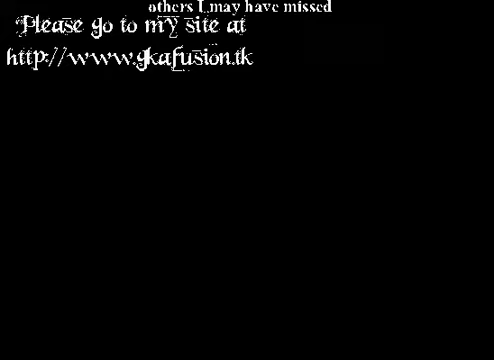 others I may have missed
Please go to my site at
http://www.gkafusion.tk